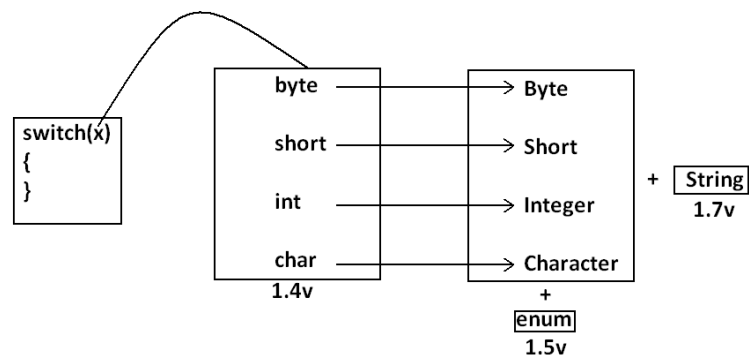 switch(x)
{
}
byte
short
int
char
1.4v
Byte
Short
Integer
Character
+
enum
1.5v
+
String
1.7v